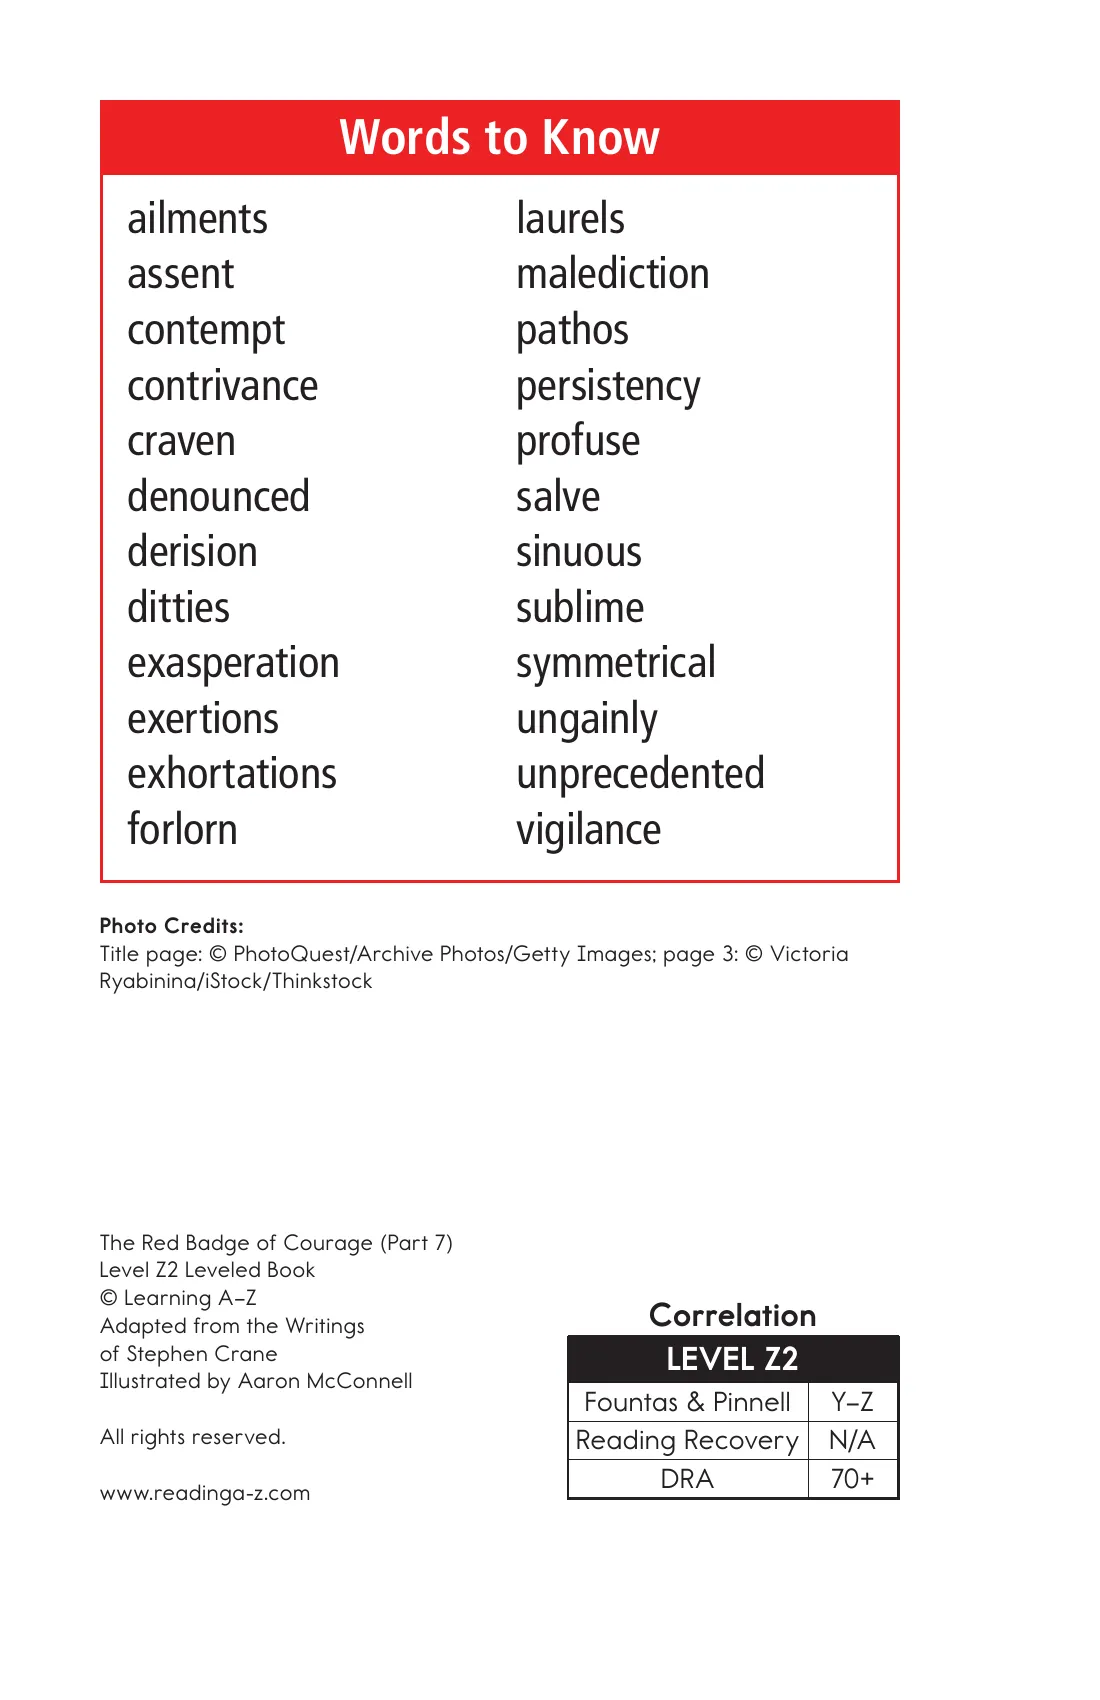 Words to Know
ailments
assent
contempt
contrivance
craven
denounced
derision
ditties
exasperation
exertions
exhortations
forlorn
laurels
malediction
pathos
persistency
profuse
salve
sinuous
sublime
symmetrical
ungainly
unprecedented
vigilance
Photo Credits:
Title page: © PhotoQuest/Archive Photos/Getty Images; page 3: © Victoria
Ryabinina/iStock/Thinkstock
The Red Badge of Courage (Part 7)
Level Z2 Leveled Book
© Learning A–Z
Adapted from the Writings
of Stephen Crane
Illustrated by Aaron McConnell
All rights reserved.
www.readinga-z.com
Correlation
LEVEL Z2
Fountas & Pinnell Y–Z
Reading Recovery N/A
DRA 70+